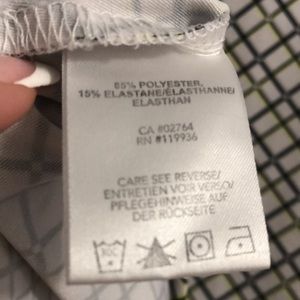 85% POLYESTER,
15% ELASTANE/ÉLASTHANNE/
ELASTHAN
CA #02764
RN #119936
CARE SEE REVERSE/
ENTRETIEN VOIR VERSO/
PFLEGEHINWEISE AUF
DER RÜCKSEITE